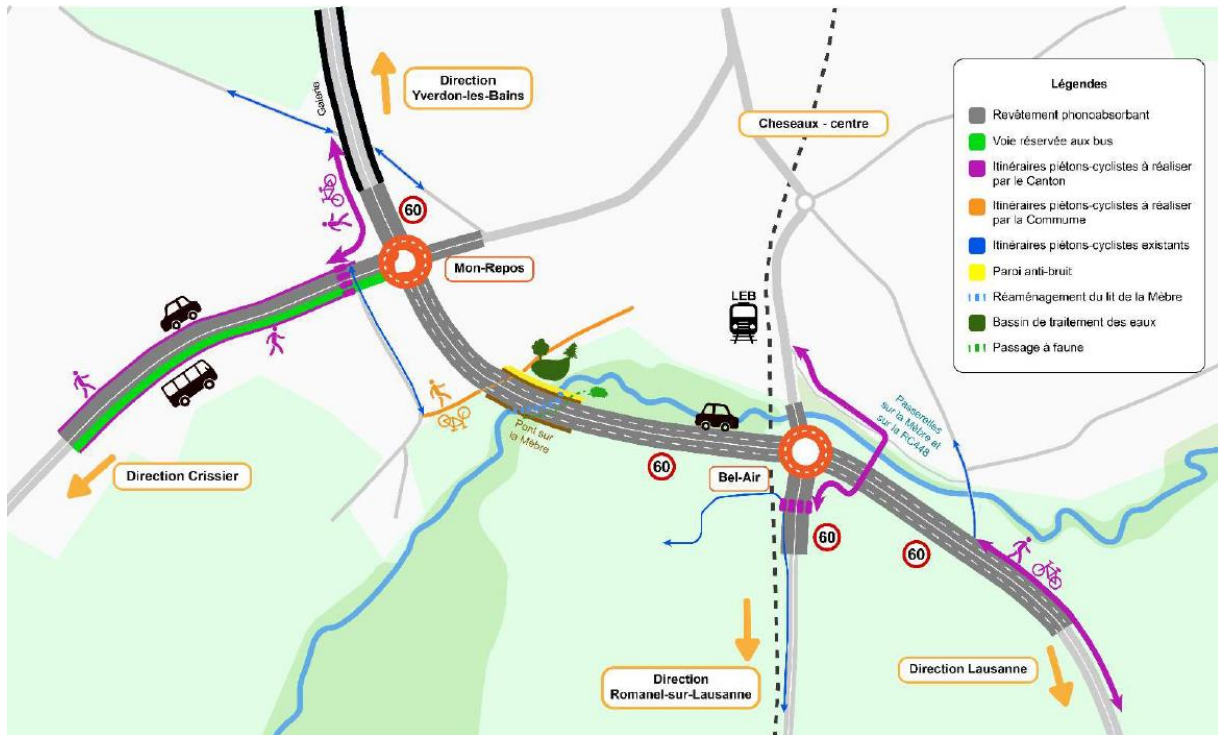 Direction
Yverdon-les-Bains
Galerie
60
Mon-Repos
Cheseaux - centre
LEB
Légendes
Revêtement phonoabsorbant
Voie réservée aux bus
Itinéraires piétons-cyclistes à réaliser
par le Canton
Itinéraires piétons-cyclistes à réaliser
par la Commume
Itinéraires piétons-cyclistes existants
Paroi anti-bruit
Réaménagement du lit de la Mèbre
Bassin de traitement des eaux
Passage à faune
Passerelles
sur la Mèbre et
sur la RC448
Pont sur
la Mèbre
Direction Crissier
60
Bel-Air
60
60
Direction
Romanel-sur-Lausanne
Direction Lausanne